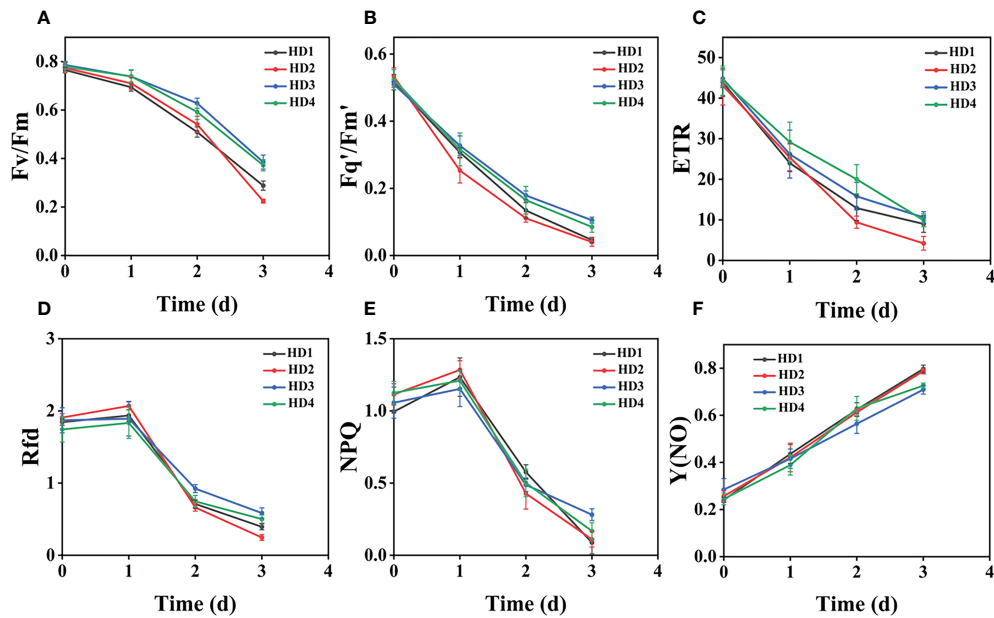 A
Fv/Fm
0.8
0.6
0.4
0.2
0.0
HD1
HD2
HD3
HD4
0 1 2 3 4
Time (d)
B
Fq'/Fm'
0.6
0.4
0.2
0.0
HD1
HD2
HD3
HD4
0 1 2 3 4
Time (d)
C
ETR
50
40
30
20
10
0
HD1
HD2
HD3
HD4
0 1 2 3 4
Time (d)
D
Rfd
3
2
1
0
HD1
HD2
HD3
HD4
0 1 2 3 4
Time (d)
E
NPQ
1.5
1.0
0.5
0.0
HD1
HD2
HD3
HD4
0 1 2 3 4
Time (d)
F
Y(NO)
0.8
0.6
0.4
0.2
0.0
HD1
HD2
HD3
HD4
0 1 2 3 4
Time (d)